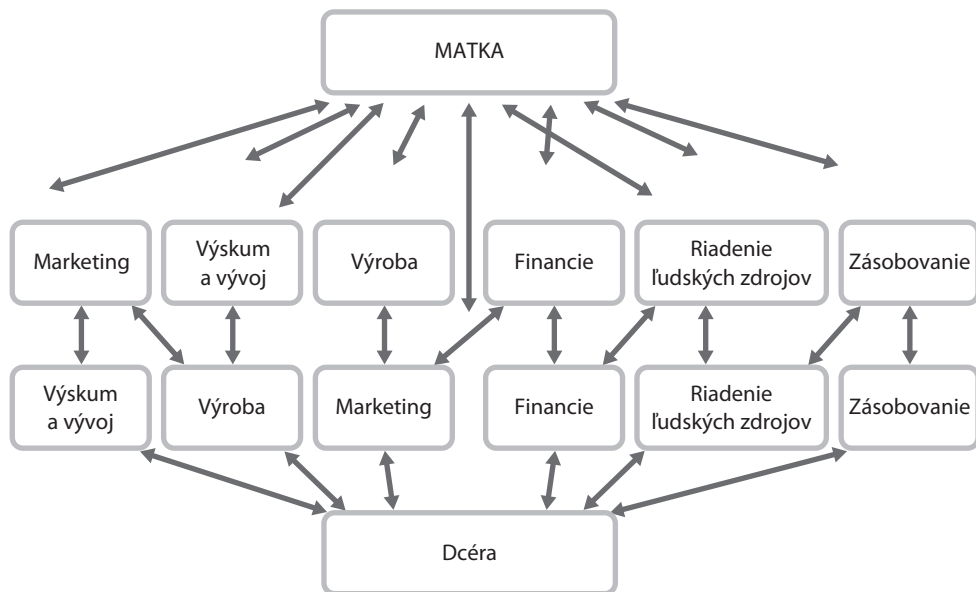 MATKA
Marketing
Výskum
a vývoj
Výroba
Financie
Riadenie
ľudských zdrojov
Zásobovanie
Výskum
a vývoj
Výroba
Marketing
Financie
Riadenie
ľudských zdrojov
Zásobovanie
Dcéra